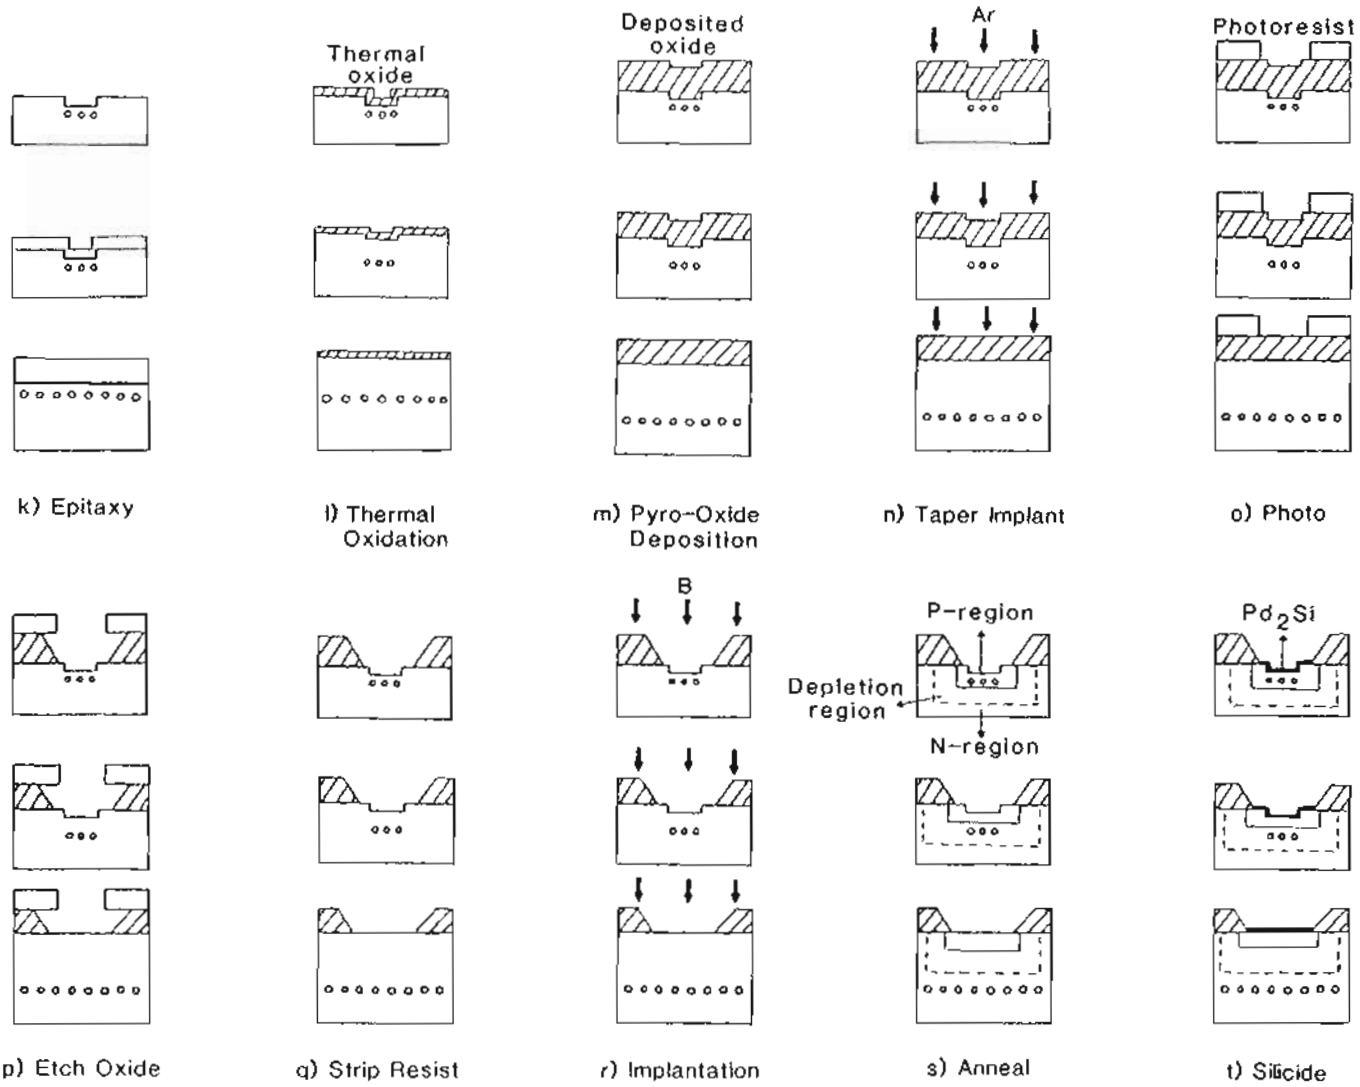 Thermal
oxide
Deposited
oxide
Ar
Photoresist
k) Epitaxy
l) Thermal
Oxidation
m) Pyro-Oxide
Deposition
n) Taper Implant
o) Photo
B
P-region
Depletion
region
N-region
Pd2Si
p) Etch Oxide
q) Strip Resist
r) Implantation
s) Anneal
t) Silicide